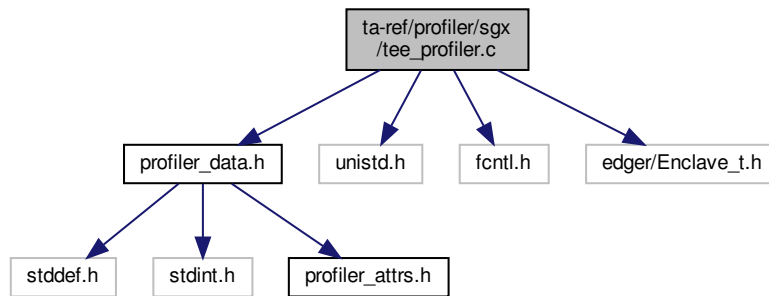 ta-ref/profiler/sgx
/tee_profiler.c
profiler_data.h
unistd.h
fcntl.h
edger/Enclave_t.h
stddef.h
stdint.h
profiler_attrs.h